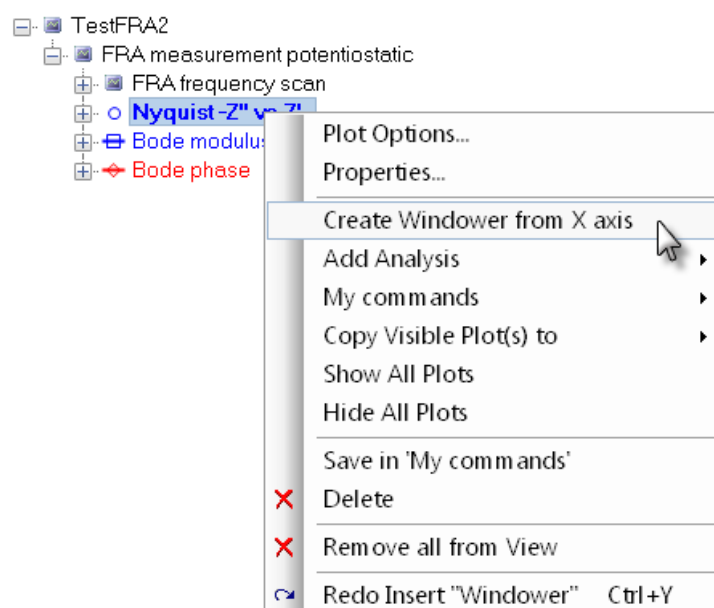 TestFRA2
FRA measurement potentiostatic
FRA frequency scan
Nyquist -Z" vs Z'
Bode modulus
Bode phase
Plot Options...
Properties...
Create Windower from X axis
Add Analysis
My commands
Copy Visible Plot(s) to
Show All Plots
Hide All Plots
Save in 'My commands'
Delete
Remove all from View
Redo Insert "Windower" Ctrl+Y